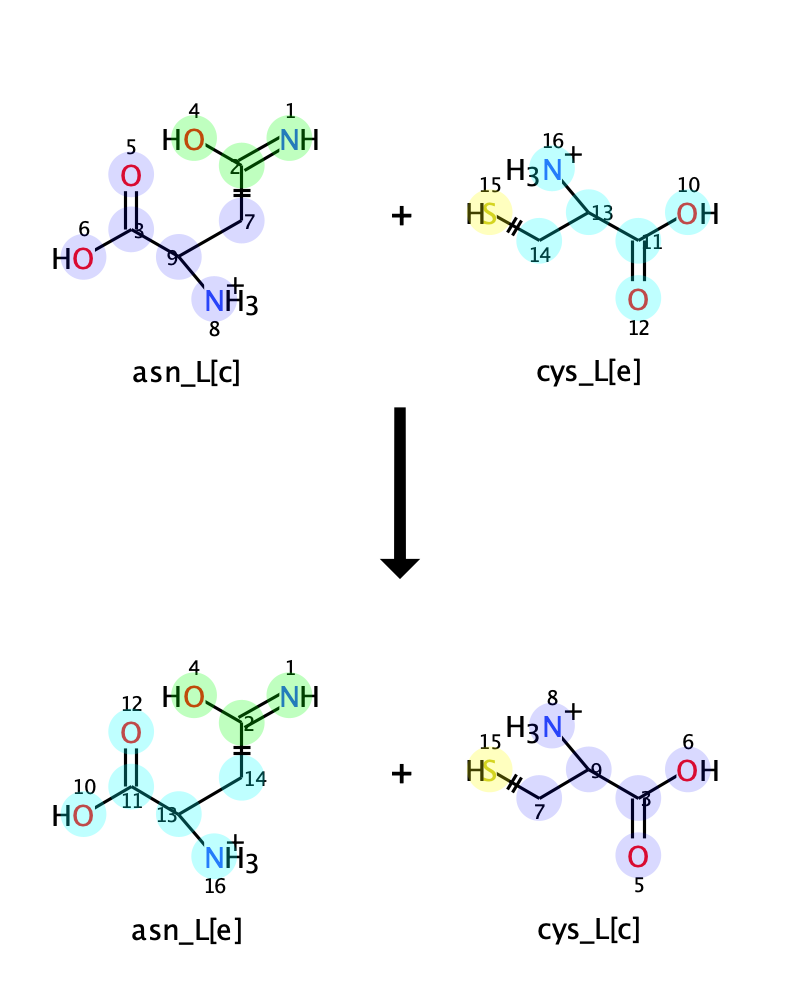 4 1
HO NH
5 2
O 16
H3N+
15 10
HS 13 OH
6 3 7 +
HO 9 14 11
NH3+ O
8 12
asn_L[c] cys_L[e]
4 1
HO NH
12 2
O 8
H3N+
15 6
HS 9 OH
10 11 14 +
HO 13 7 3
NH3+ O
16 5
asn_L[e] cys_L[c]